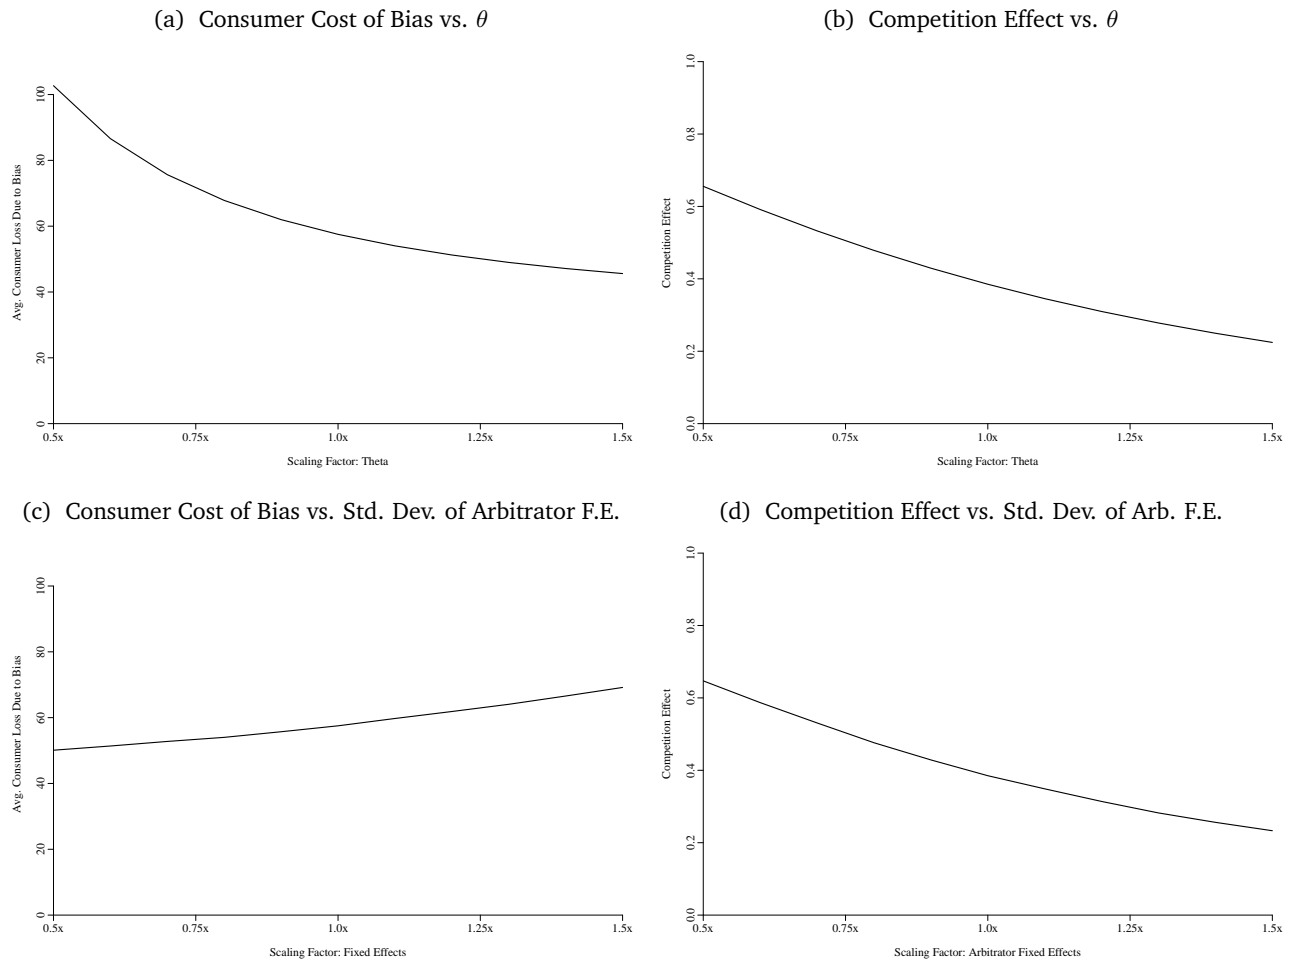 (a) Consumer Cost of Bias vs. θ
100
80
60
40
20
0
Avg. Consumer Loss Due to Bias
0.5x 0.75x 1.0x 1.25x 1.5x
Scaling Factor: Theta
(b) Competition Effect vs. θ
1.0
0.8
0.6
0.4
0.2
0.0
Competition Effect
0.5x 0.75x 1.0x 1.25x 1.5x
Scaling Factor: Theta
(c) Consumer Cost of Bias vs. Std. Dev. of Arbitrator F.E.
100
80
60
40
20
0
Avg. Consumer Loss Due to Bias
0.5x 0.75x 1.0x 1.25x 1.5x
Scaling Factor: Fixed Effects
(d) Competition Effect vs. Std. Dev. of Arb. F.E.
1.0
0.8
0.6
0.4
0.2
0.0
Competition Effect
0.5x 0.75x 1.0x 1.25x 1.5x
Scaling Factor: Arbitrator Fixed Effects